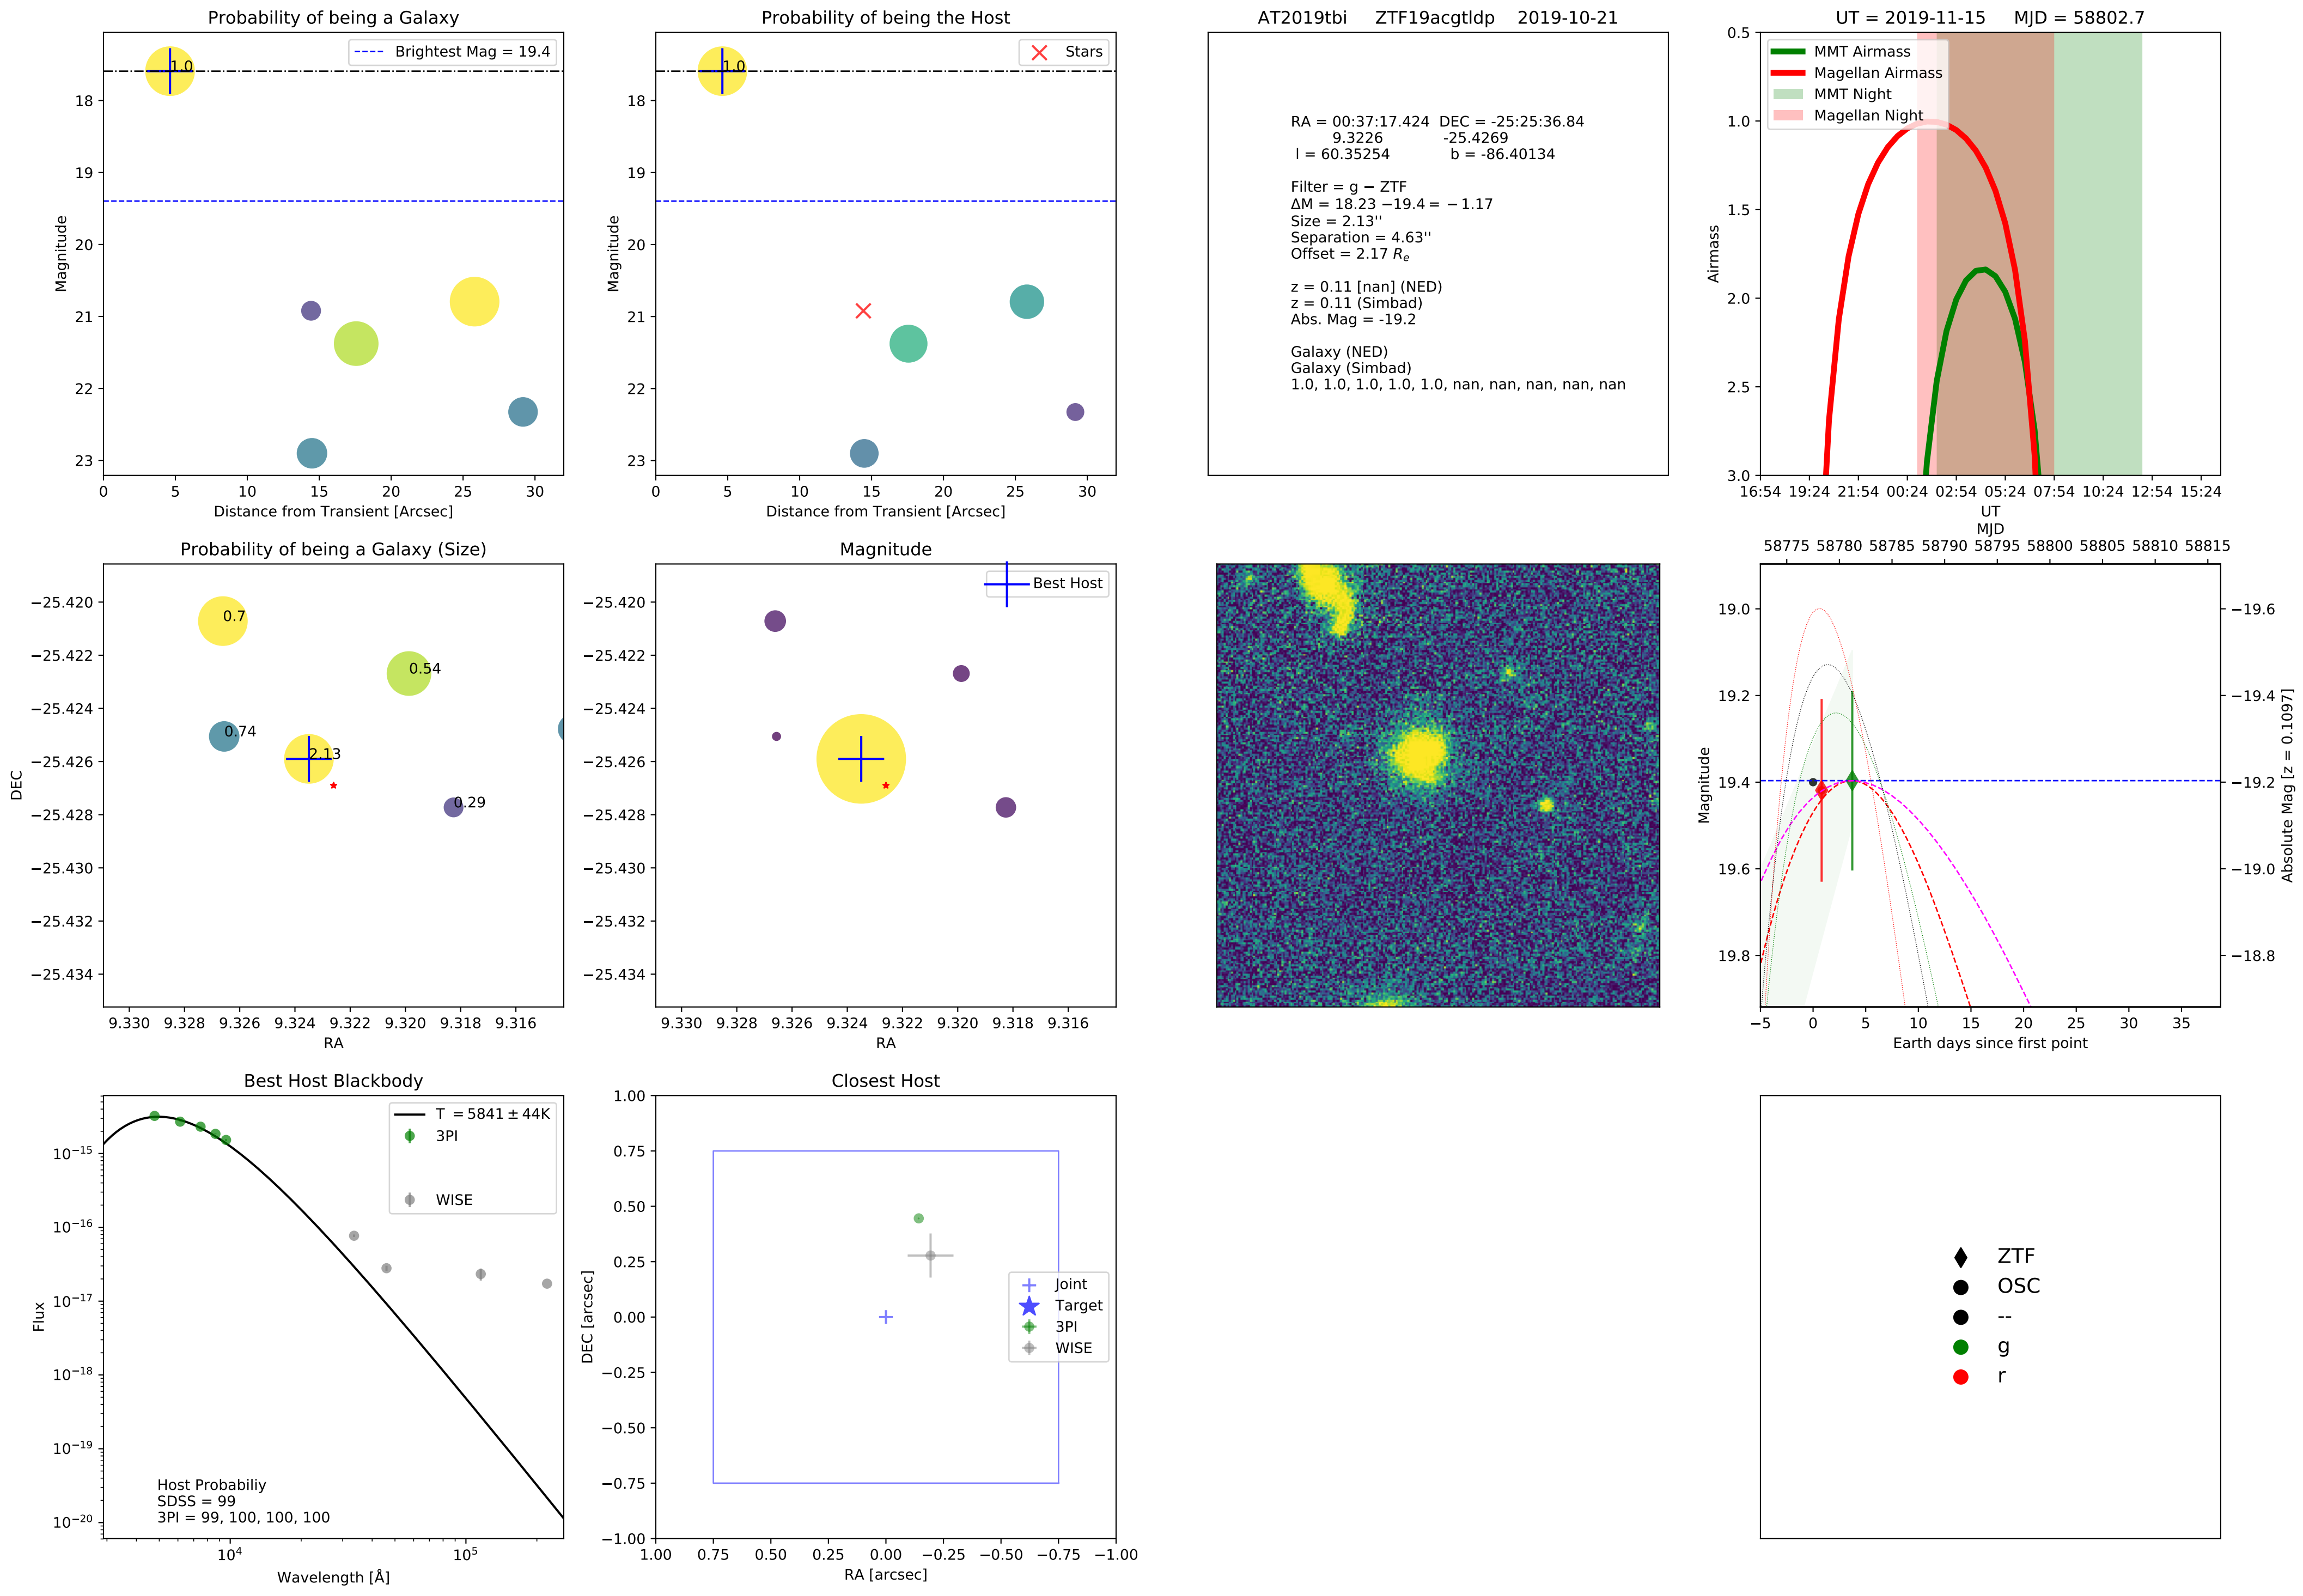 Probability of being a Galaxy
Brightest Mag = 19.4
1.0
18
19
20
21
22
23
Magnitude
0 5 10 15 20 25 30
Distance from Transient [Arcsec]
Probability of being the Host
Stars
1.0
18
19
20
21
22
23
Magnitude
0 5 10 15 20 25 30
Distance from Transient [Arcsec]
AT2019tbi ZTF19acgtldp 2019-10-21
RA = 00:37:17.424 DEC = -25:25:36.84
9.3226 -25.4269
l = 60.35254 b = -86.40134
Filter = g − ZTF
ΔM = 18.23 −19.4 = − 1.17
Size = 2.13''
Separation = 4.63''
Offset = 2.17 Re
z = 0.11 [nan] (NED)
z = 0.11 (Simbad)
Abs. Mag = -19.2
Galaxy (NED)
Galaxy (Simbad)
1.0, 1.0, 1.0, 1.0, 1.0, nan, nan, nan, nan, nan
UT = 2019-11-15 MJD = 58802.7
MMT Airmass
Magellan Airmass
MMT Night
Magellan Night
0.5
1.0
1.5
2.0
2.5
3.0
Airmass
16:54 19:24 21:54 00:24 02:54 05:24 07:54 10:24 12:54 15:24
UT
Probability of being a Galaxy (Size)
0.7
0.54
0.74
2.13
0.29
−25.420
−25.422
−25.424
−25.426
−25.428
−25.430
−25.432
−25.434
DEC
9.330 9.328 9.326 9.324 9.322 9.320 9.318 9.316
RA
Magnitude
Best Host
−25.420
−25.422
−25.424
−25.426
−25.428
−25.430
−25.432
−25.434
9.330 9.328 9.326 9.324 9.322 9.320 9.318 9.316
RA
MJD
58775 58780 58785 58790 58795 58800 58805 58810 58815
19.0
19.2
19.4
19.6
19.8
Magnitude
−19.6
−19.4
−19.2
−19.0
−18.8
Absolute Mag [z = 0.1097]
−5 0 5 10 15 20 25 30 35
Earth days since first point
Best Host Blackbody
T = 5841 ± 44K
3PI
WISE
10−15
10−16
10−17
10−18
10−19
10−20
Flux
Host Probabiliy
SDSS = 99
3PI = 99, 100, 100, 100
104 105
Wavelength [Å]
Closest Host
1.00
0.75
0.50
0.25
0.00
−0.25
−0.50
−0.75
−1.00
DEC [arcsec]
Joint
Target
3PI
WISE
1.00 0.75 0.50 0.25 0.00 −0.25 −0.50 −0.75 −1.00
RA [arcsec]
ZTF
OSC
--
g
r